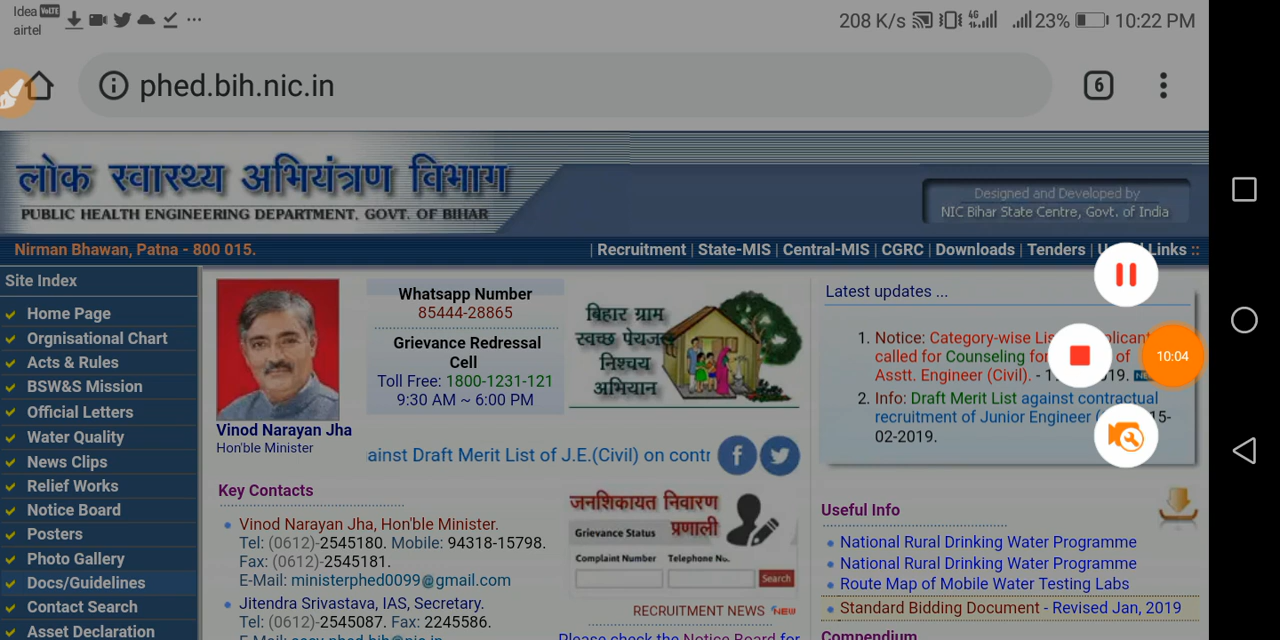 Idea VoLTE
airtel
208 K/s 4G 23% 10:22 PM
phed.bih.nic.in
6
लोक स्वास्थ्य अभियंत्रण विभाग
PUBLIC HEALTH ENGINEERING DEPARTMENT, GOVT. OF BIHAR
Designed and Developed by
NIC Bihar State Centre, Govt. of India
Nirman Bhawan, Patna - 800 015.
| Recruitment | State-MIS | Central-MIS | CGRC | Downloads | Tenders | Links ::
Site Index
Home Page
Orgnisational Chart
Acts & Rules
BSW&S Mission
Official Letters
Water Quality
News Clips
Relief Works
Notice Board
Posters
Photo Gallery
Docs/Guidelines
Contact Search
Asset Declaration
Vinod Narayan Jha
Hon'ble Minister
Whatsapp Number
85444-28865
Grievance Redressal
Cell
Toll Free: 1800-1231-121
9:30 AM ~ 6:00 PM
बिहार ग्राम
स्वच्छ पेयजल
निश्चय
अभियान
ainst Draft Merit List of J.E.(Civil) on contr
Key Contacts
Vinod Narayan Jha, Hon'ble Minister.
Tel: (0612)-2545180. Mobile: 94318-15798.
Fax: (0612)-2545181.
E-Mail: ministerphed0099@gmail.com
Jitendra Srivastava, IAS, Secretary.
Tel: (0612)-2545087. Fax: 2245586.
E-Mail: secy.phed.bih@nic.in
जनशिकायत निवारण
Grievance Status प्रणाली
Complaint Number Telephone No.
Search
RECRUITMENT NEWS NEW
Please check the Notice Board for
Latest updates ...
1. Notice: Category-wise
called for Counseling for of
Asstt. Engineer (Civil). -
2. Info: Draft Merit List against contractual
recruitment of Junior Engineer 15-
02-2019.
10:04
Useful Info
National Rural Drinking Water Programme
National Rural Drinking Water Programme
Route Map of Mobile Water Testing Labs
Standard Bidding Document - Revised Jan, 2019
Compendium